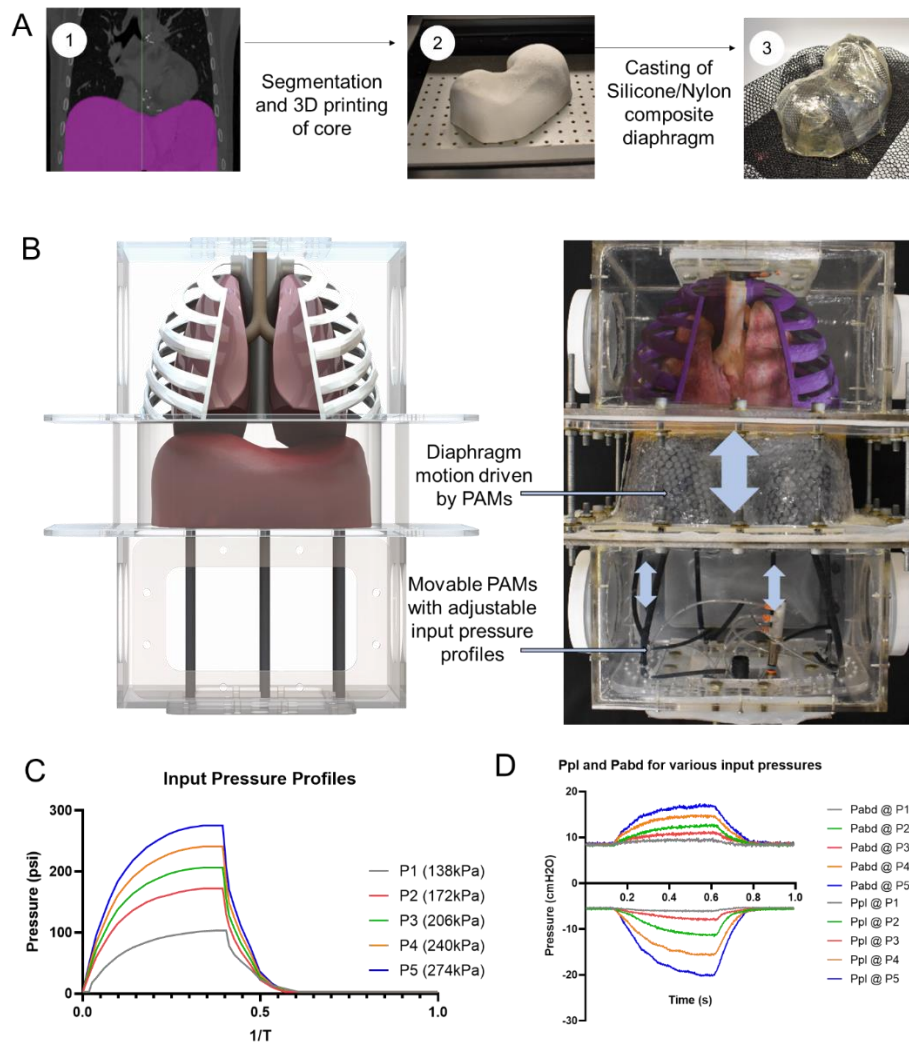 A
1
2
3
Segmentation
and 3D printing
of core
Casting of
Silicone/Nylon
composite
diaphragm
B
Diaphragm
motion driven
by PAMs
Movable PAMs
with adjustable
input pressure
profiles
C
Input Pressure Profiles
Pressure (psi)
300
200
100
0
0.0
0.5
1.0
1/T
P1 (138kPa)
P2 (172kPa)
P3 (206kPa)
P4 (240kPa)
P5 (274kPa)
D
Ppl and Pabd for various input pressures
Pressure (cmH2O)
20
10
0
-10
-20
-30
0.2
0.4
0.6
0.8
1.0
Time (s)
Pabd @ P1
Pabd @ P2
Pabd @ P3
Pabd @ P4
Pabd @ P5
Ppl @ P1
Ppl @ P2
Ppl @ P3
Ppl @ P4
Ppl @ P5